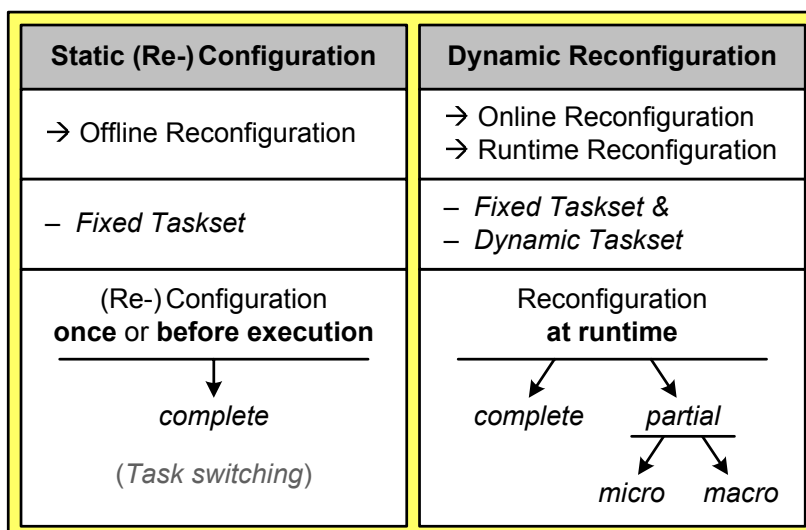 Static (Re-) Configuration
→ Offline Reconfiguration
– Fixed Taskset
(Re-) Configuration
once or before execution
complete
(Task switching)
Dynamic Reconfiguration
→ Online Reconfiguration
→ Runtime Reconfiguration
– Fixed Taskset &
– Dynamic Taskset
Reconfiguration
at runtime
complete partial
micro macro